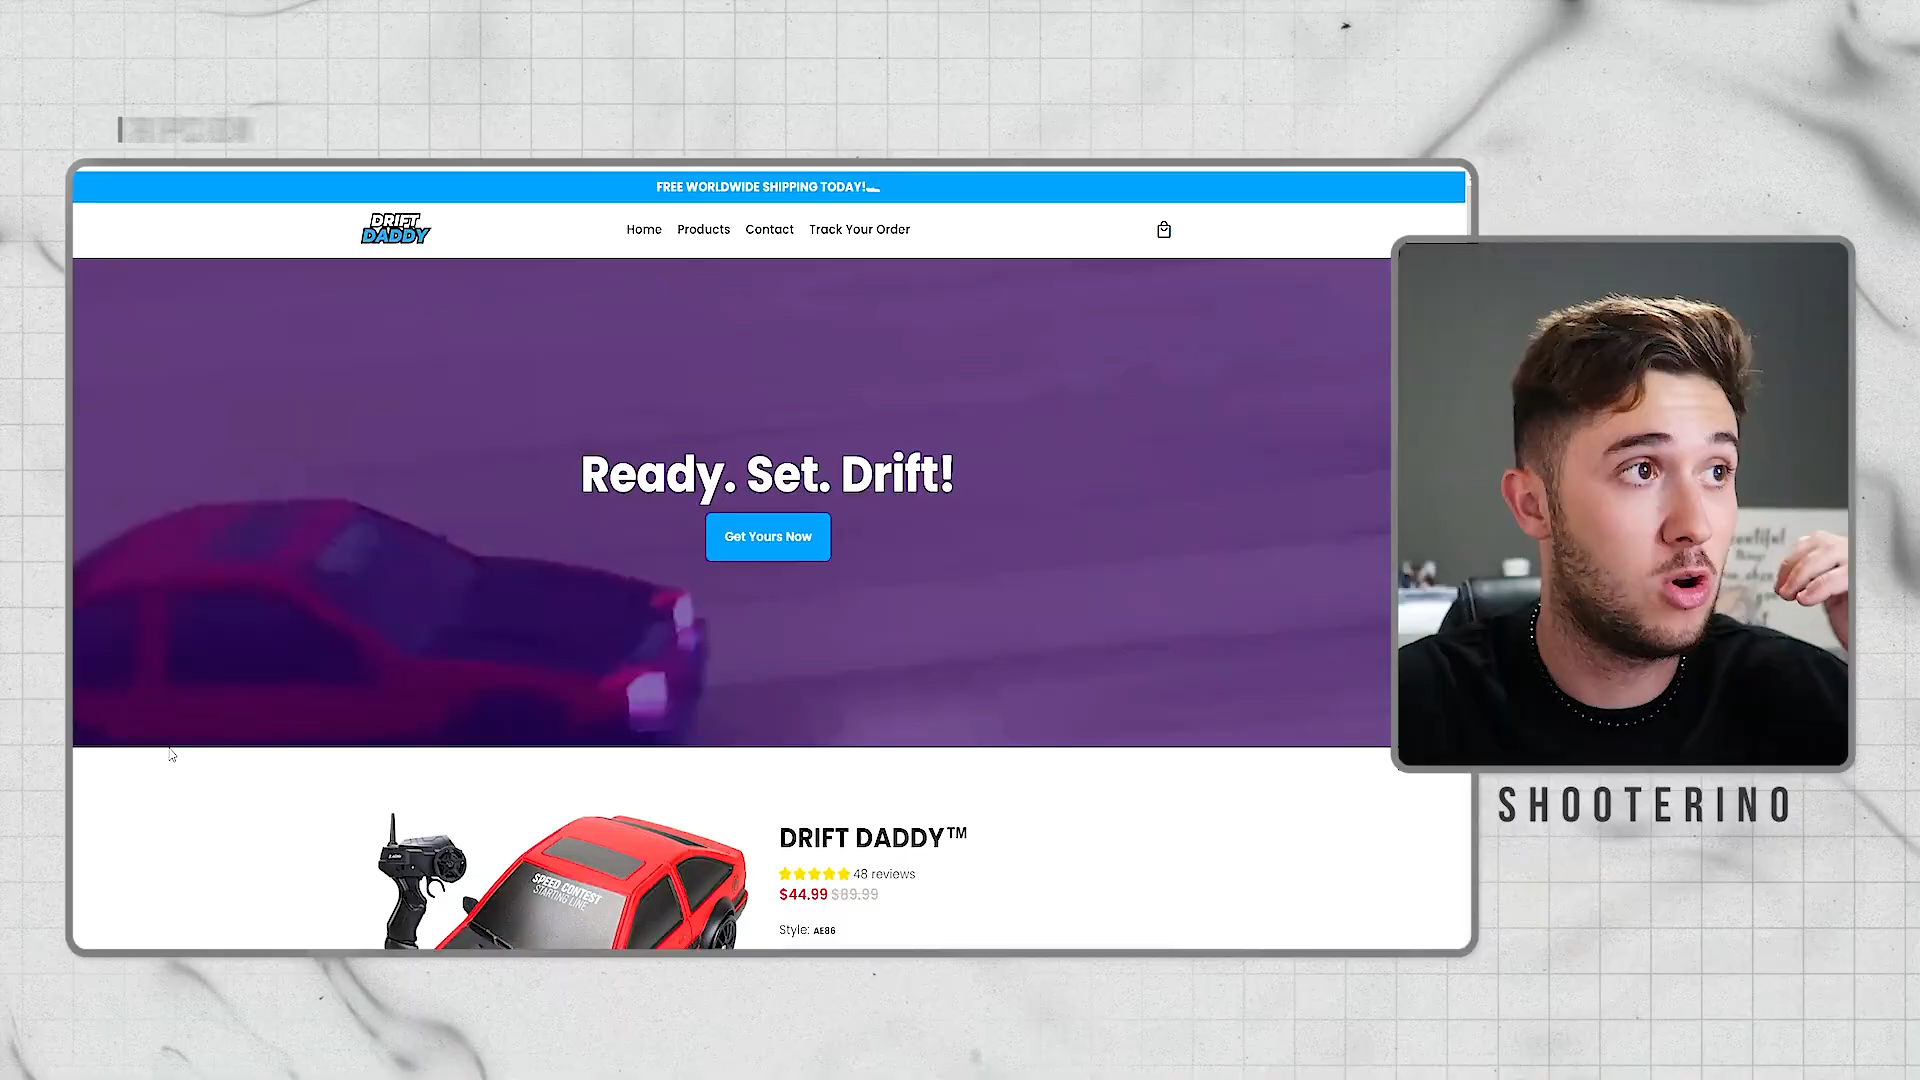 FREE WORLDWIDE SHIPPING TODAY!
DRIFT
DADDY
Home Products Contact Track Your Order
Ready. Set. Drift!
Get Yours Now
SHOOTERINO
DRIFT DADDY™
48 reviews
$44.99 $89.99
Style: AE86
SPEED CONTEST
STARTING LINE